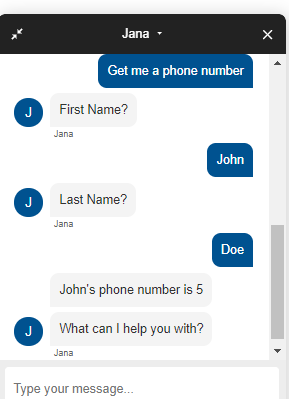 Jana
Get me a phone number
J
First Name?
Jana
John
J
Last Name?
Jana
Doe
John's phone number is 5
J
What can I help you with?
Jana
Type your message...